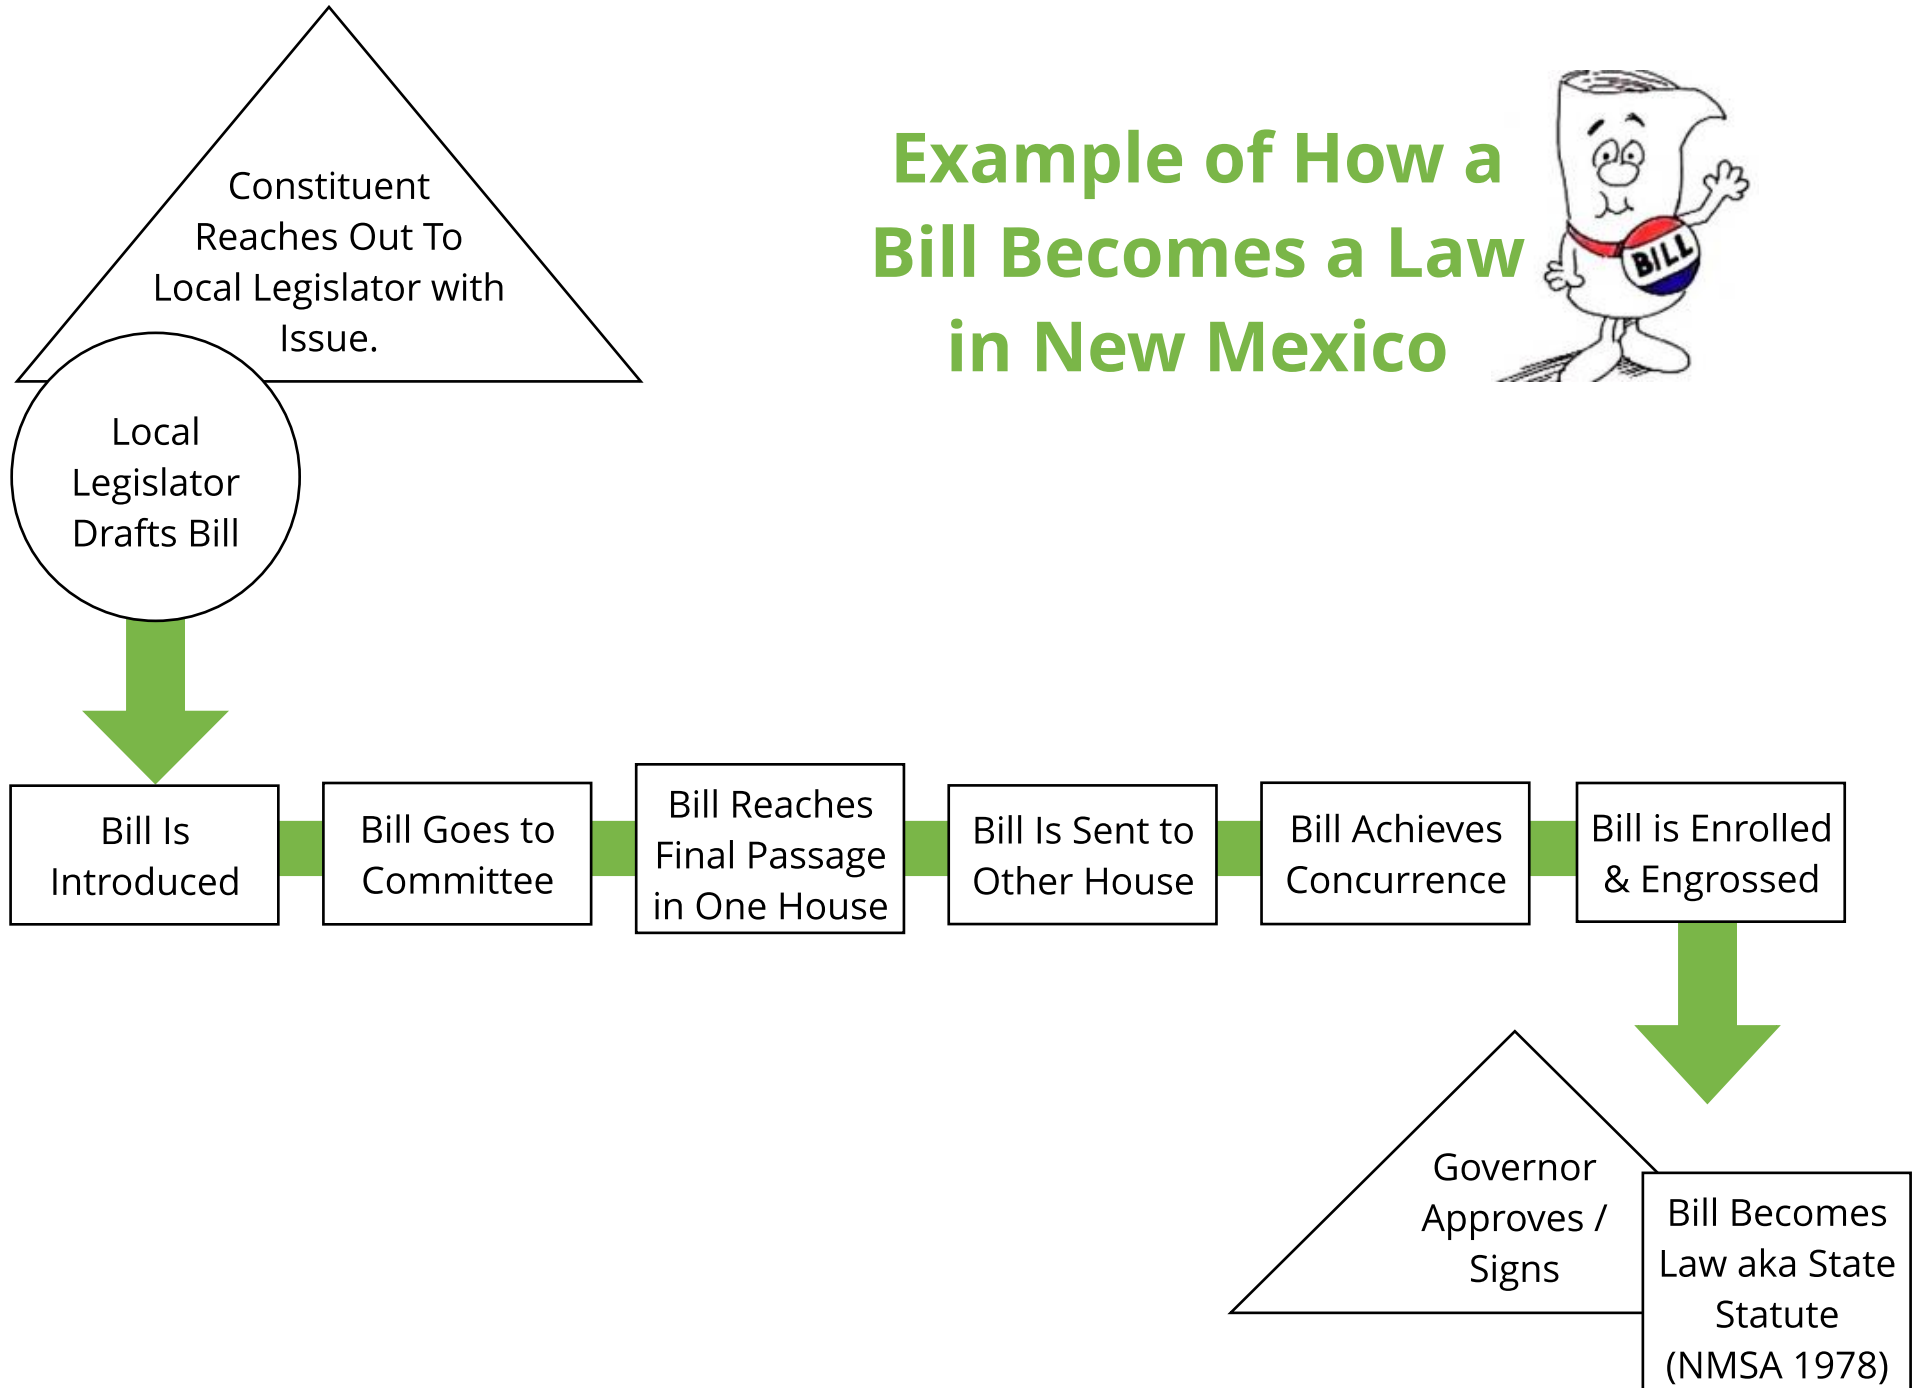 Constituent
Reaches Out To
Local Legislator with
Issue.
Example of How a
Bill Becomes a Law
in New Mexico
BILL
Local
Legislator
Drafts Bill
Bill Is
Introduced
Bill Goes to
Committee
Bill Reaches
Final Passage
in One House
Bill Is Sent to
Other House
Bill Achieves
Concurrence
Bill is Enrolled
& Engrossed
Governor
Approves /
Signs
Bill Becomes
Law aka State
Statute
(NMSA 1978)